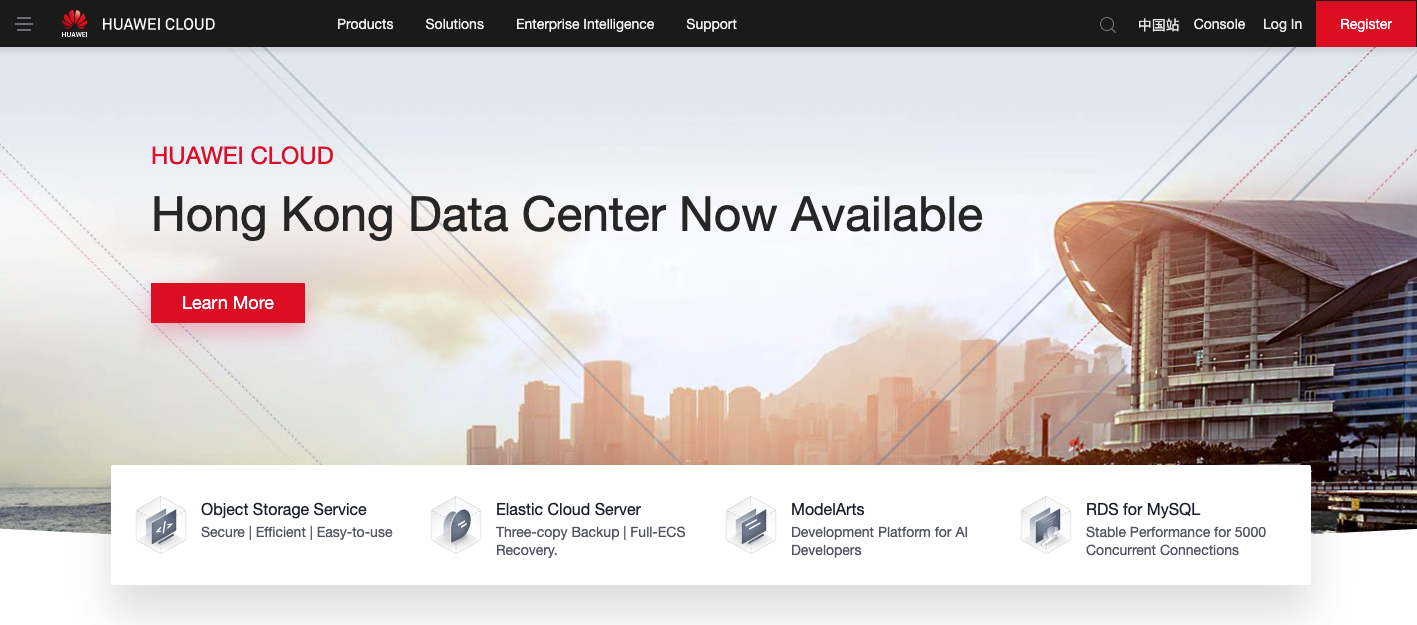 HUAWEI
HUAWEI CLOUD
Products
Solutions
Enterprise Intelligence
Support
中国站
Console
Log In
Register
HUAWEI CLOUD
Hong Kong Data Center Now Available
Learn More
Object Storage Service
Secure | Efficient | Easy-to-use
Elastic Cloud Server
Three-copy Backup | Full-ECS
Recovery.
ModelArts
Development Platform for AI
Developers
RDS for MySQL
Stable Performance for 5000
Concurrent Connections